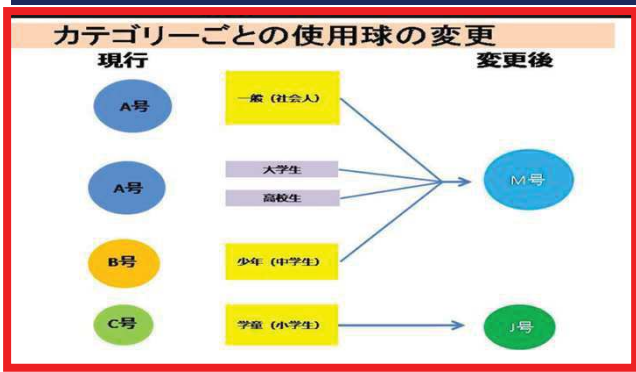 カテゴリーごとの使用球の変更
現行
変更後
A号
一般（社会人）
A号
大学生
高校生
M号
B号
少年（中学生）
C号
学童（小学生）
J号